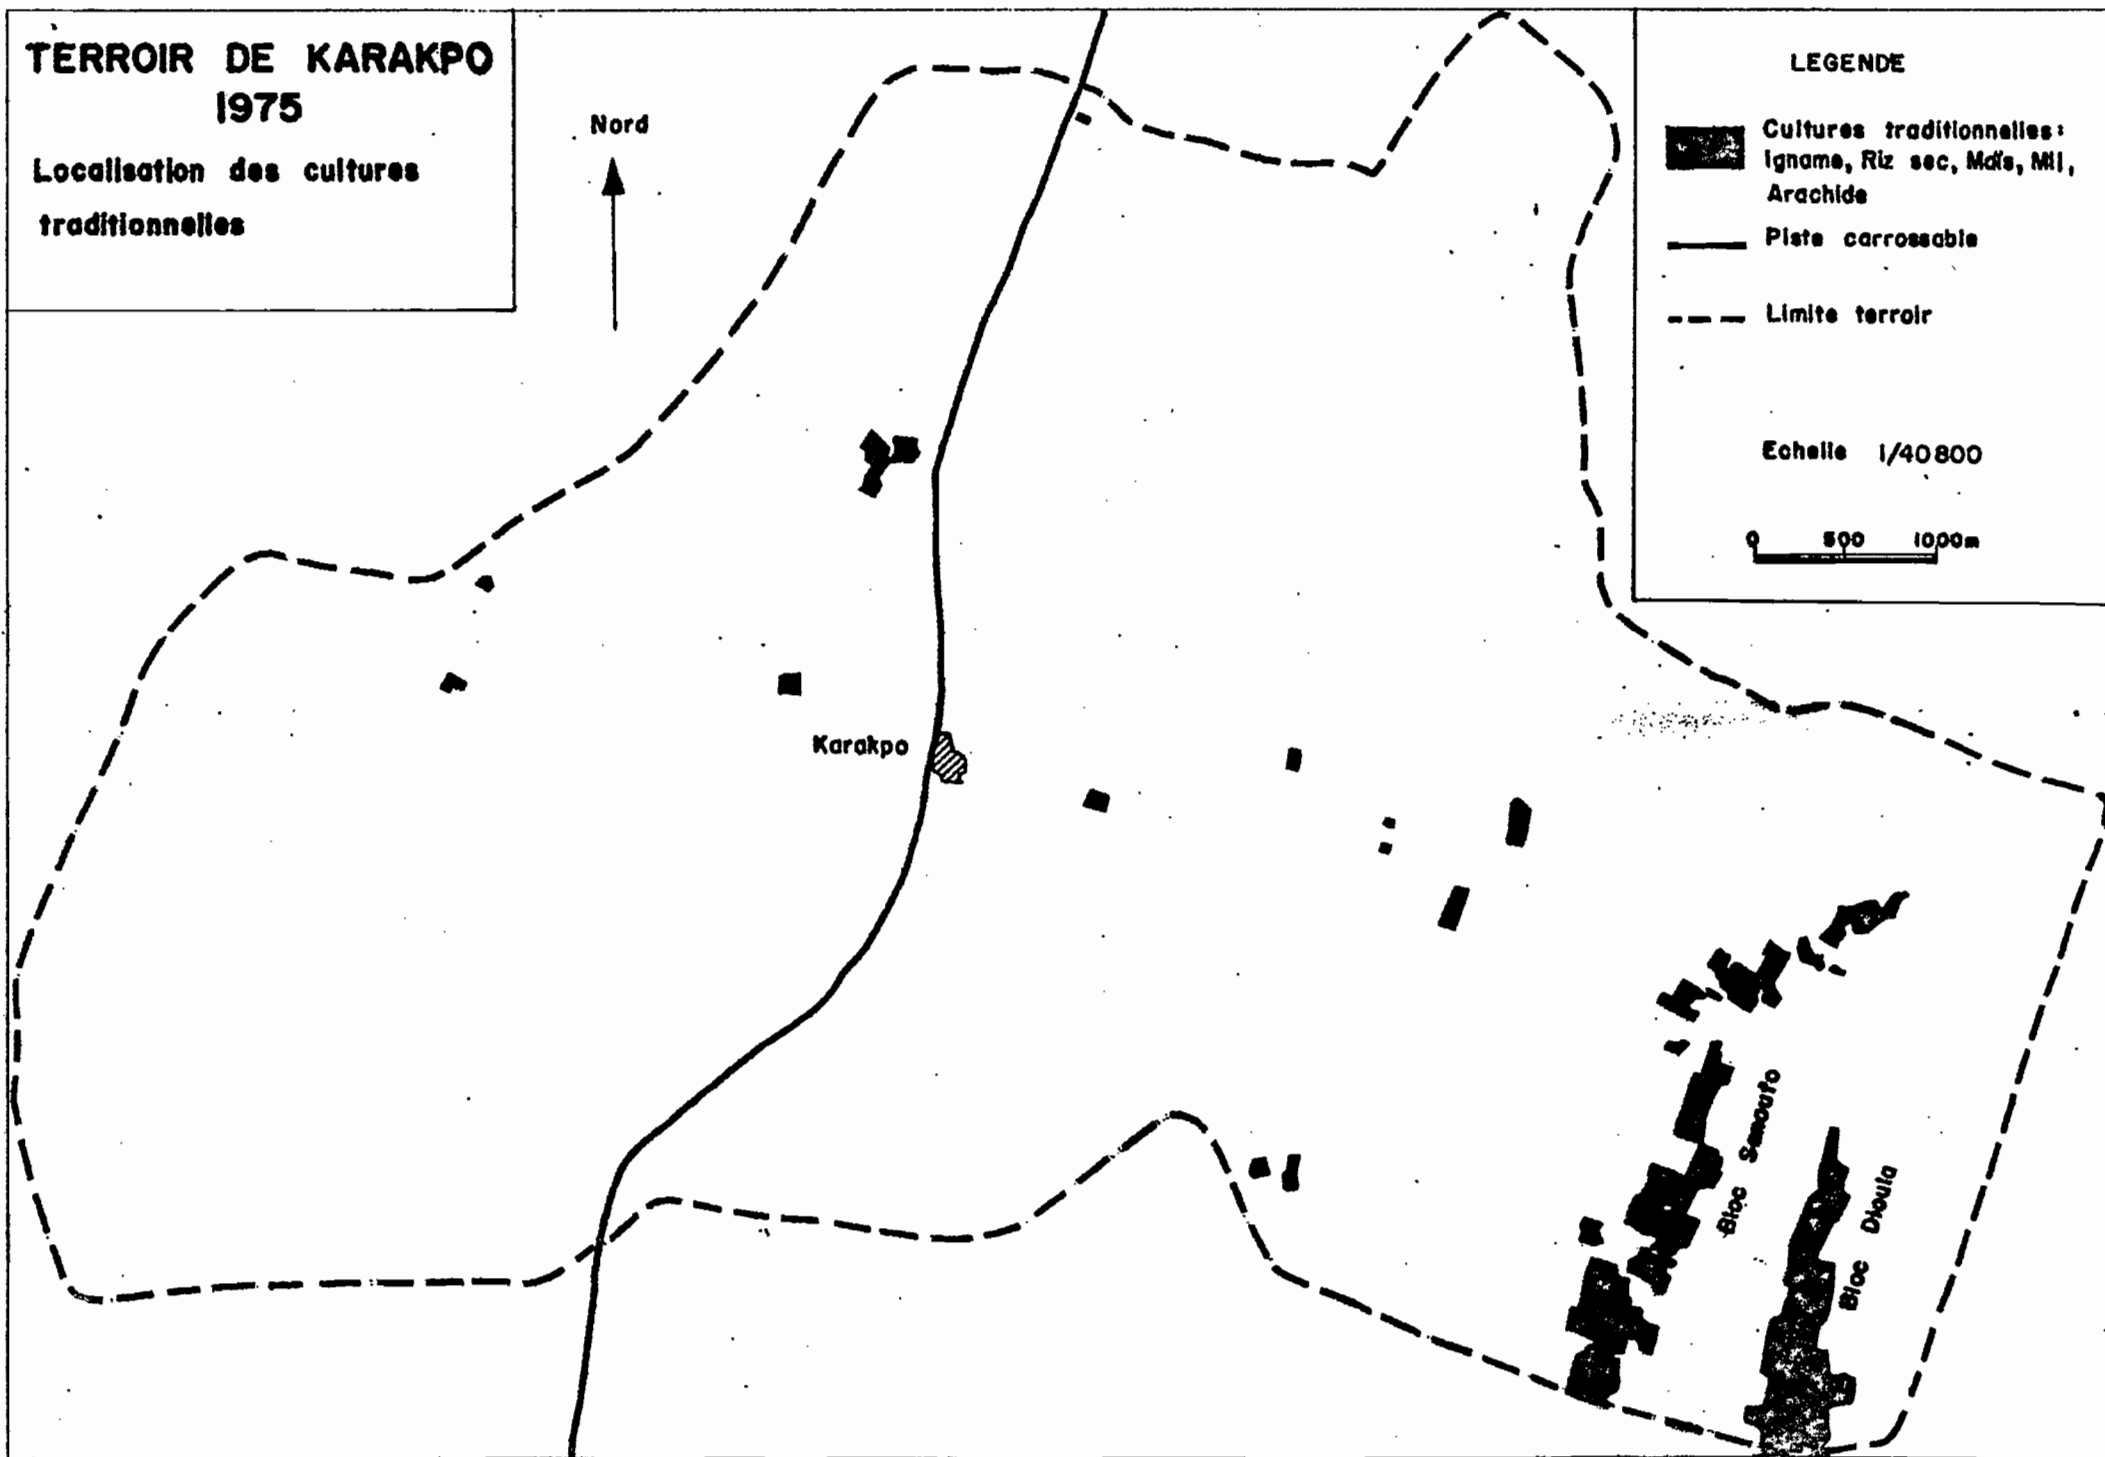 TERROIR DE KARAKPO
1975
Localisation des cultures
traditionnelles
Nord
LEGENDE
Cultures traditionnelles:
Igname, Riz sec, Maïs, Mil,
Arachide
Piste carrossable
Limite terroir
Echelle 1/40800
0 500 1000m
Karakpo
Bloc Senoufo
Bloc Dioula